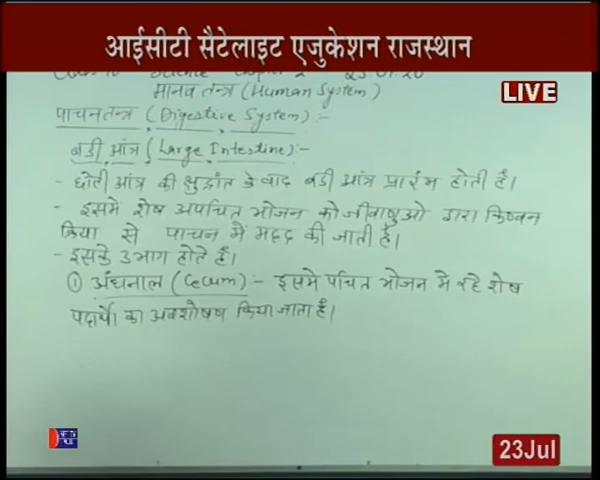 आईसीटी सैटेलाइट एजुकेशन राजस्थान
LIVE
मानव तन्त्र (Human System)
पाचनतन्त्र (Digestive System) :-
बडी आंत्र (Large Intestine) :-
- छोटी आंत्र की क्षुद्रांत के बाद बडी आंत्र प्रारंभ होती है।
- इसमे शेष अपचित भोजन को जीवाणुओ द्वारा किण्वन
क्रिया से पाचन में मदद की जाती है।
- इसके 3 भाग होते है।
① अंधनाल (Cecum) :- इसमे पचित भोजन मे रहे शेष
पदार्थो का अवशोषण किया जाता है।
23Jul